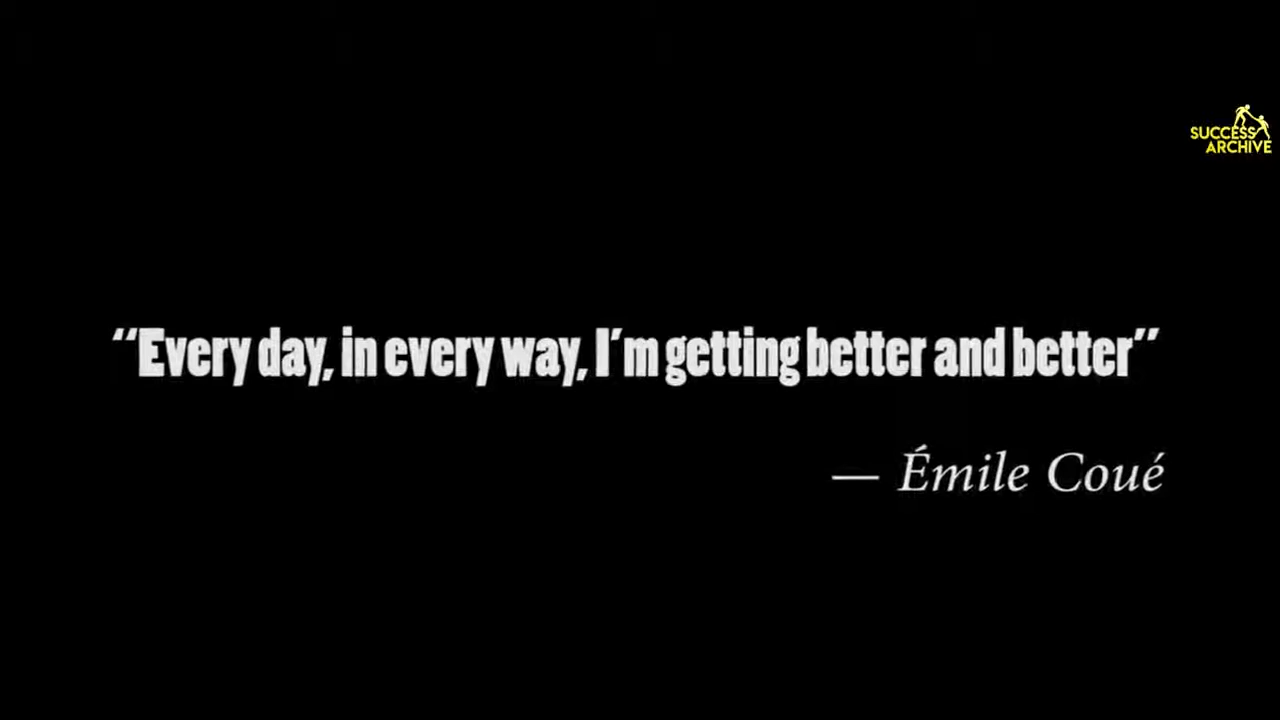 SUCCESS
ARCHIVE
“Every day, in every way, I'm getting better and better”
— Émile Coué